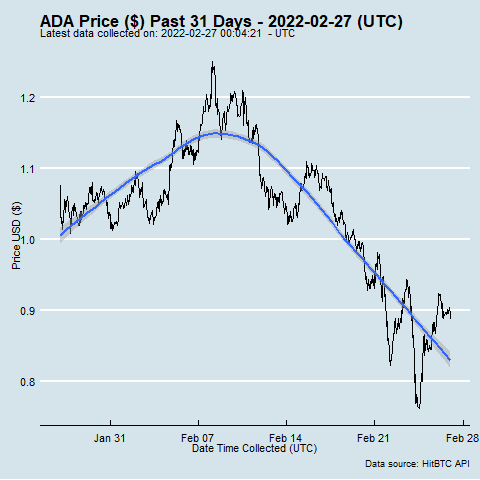 ADA Price ($) Past 31 Days - 2022-02-27 (UTC)
Latest data collected on: 2022-02-27 00:04:21 - UTC
1.2
1.1
1.0
0.9
0.8
Price USD ($)
Jan 31 Feb 07 Feb 14 Feb 21 Feb 28
Date Time Collected (UTC)
Data source: HitBTC API